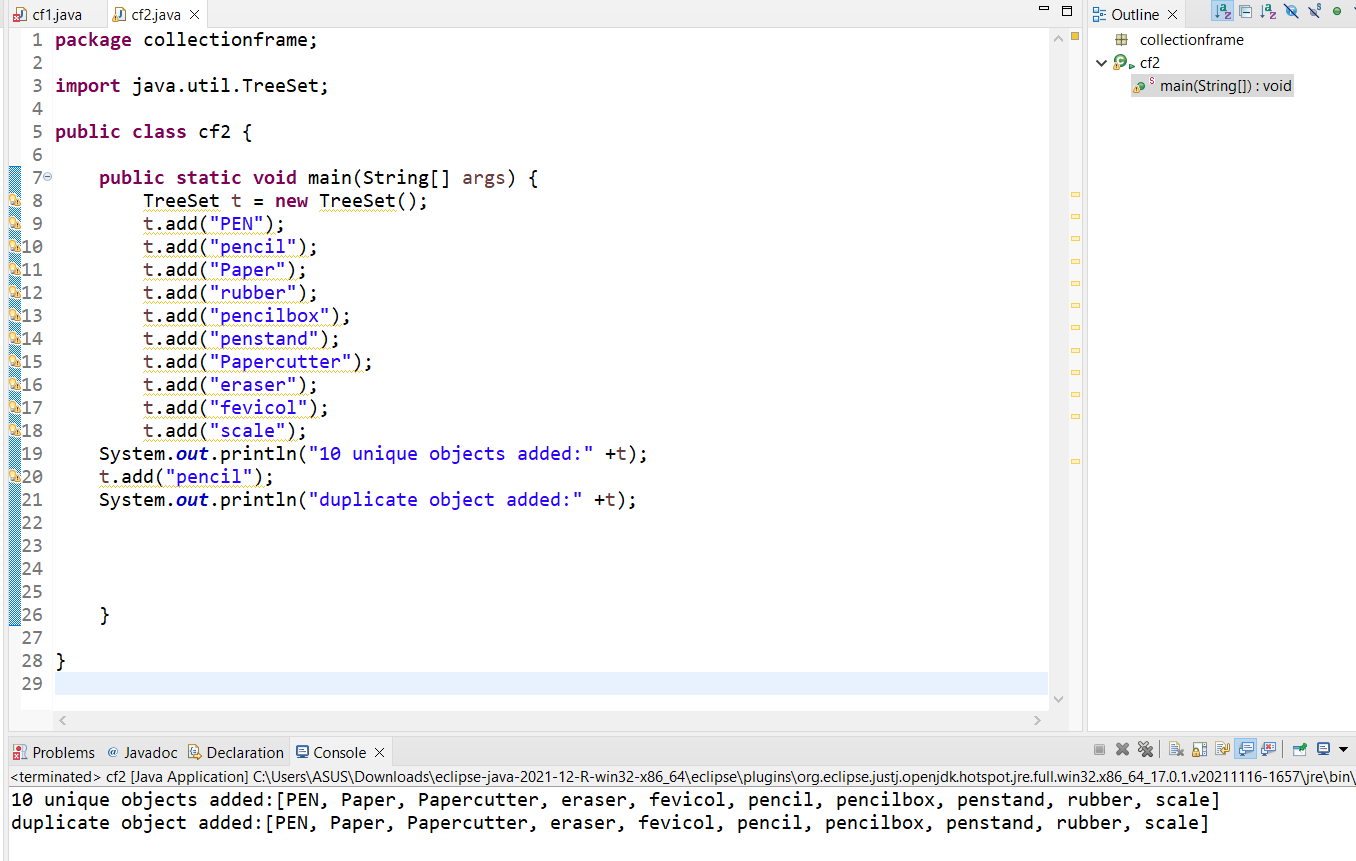 cf1.java
cf2.java
1 package collectionframe;
2
3 import java.util.TreeSet;
4
5 public class cf2 {
6
7 public static void main(String[] args) {
8 TreeSet t = new TreeSet();
9 t.add("PEN");
10 t.add("pencil");
11 t.add("Paper");
12 t.add("rubber");
13 t.add("pencilbox");
14 t.add("penstand");
15 t.add("Papercutter");
16 t.add("eraser");
17 t.add("fevicol");
18 t.add("scale");
19 System.out.println("10 unique objects added:" +t);
20 t.add("pencil");
21 System.out.println("duplicate object added:" +t);
22
23
24
25
26 }
27
28 }
29
Outline
collectionframe
cf2
main(String[]) : void
Problems @ Javadoc Declaration Console
<terminated> cf2 [Java Application] C:\Users\ASUS\Downloads\eclipse-java-2021-12-R-win32-x86_64\eclipse\plugins\org.eclipse.justj.openjdk.hotspot.jre.full.win32.x86_64_17.0.1.v20211116-1657\jre\bin\
10 unique objects added:[PEN, Paper, Papercutter, eraser, fevicol, pencil, pencilbox, penstand, rubber, scale]
duplicate object added:[PEN, Paper, Papercutter, eraser, fevicol, pencil, pencilbox, penstand, rubber, scale]